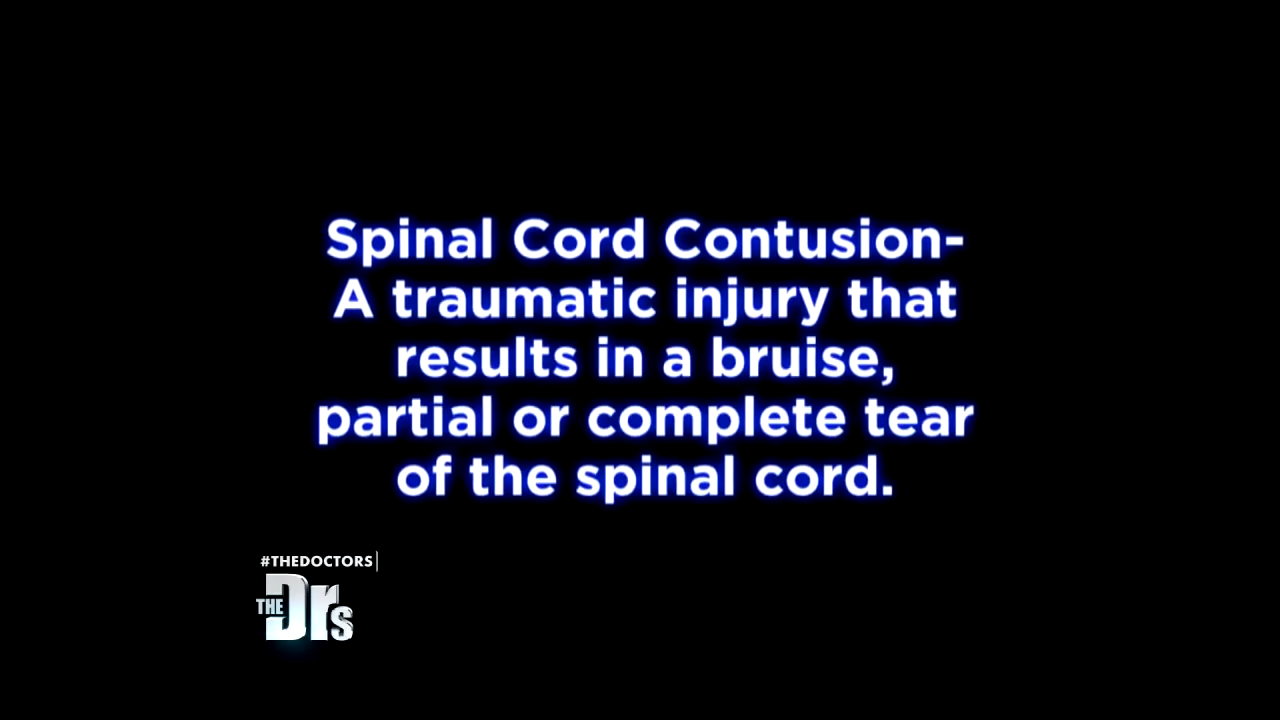 Spinal Cord Contusion-
A traumatic injury that
results in a bruise,
partial or complete tear
of the spinal cord.
#THEDOCTORS
THE Drs